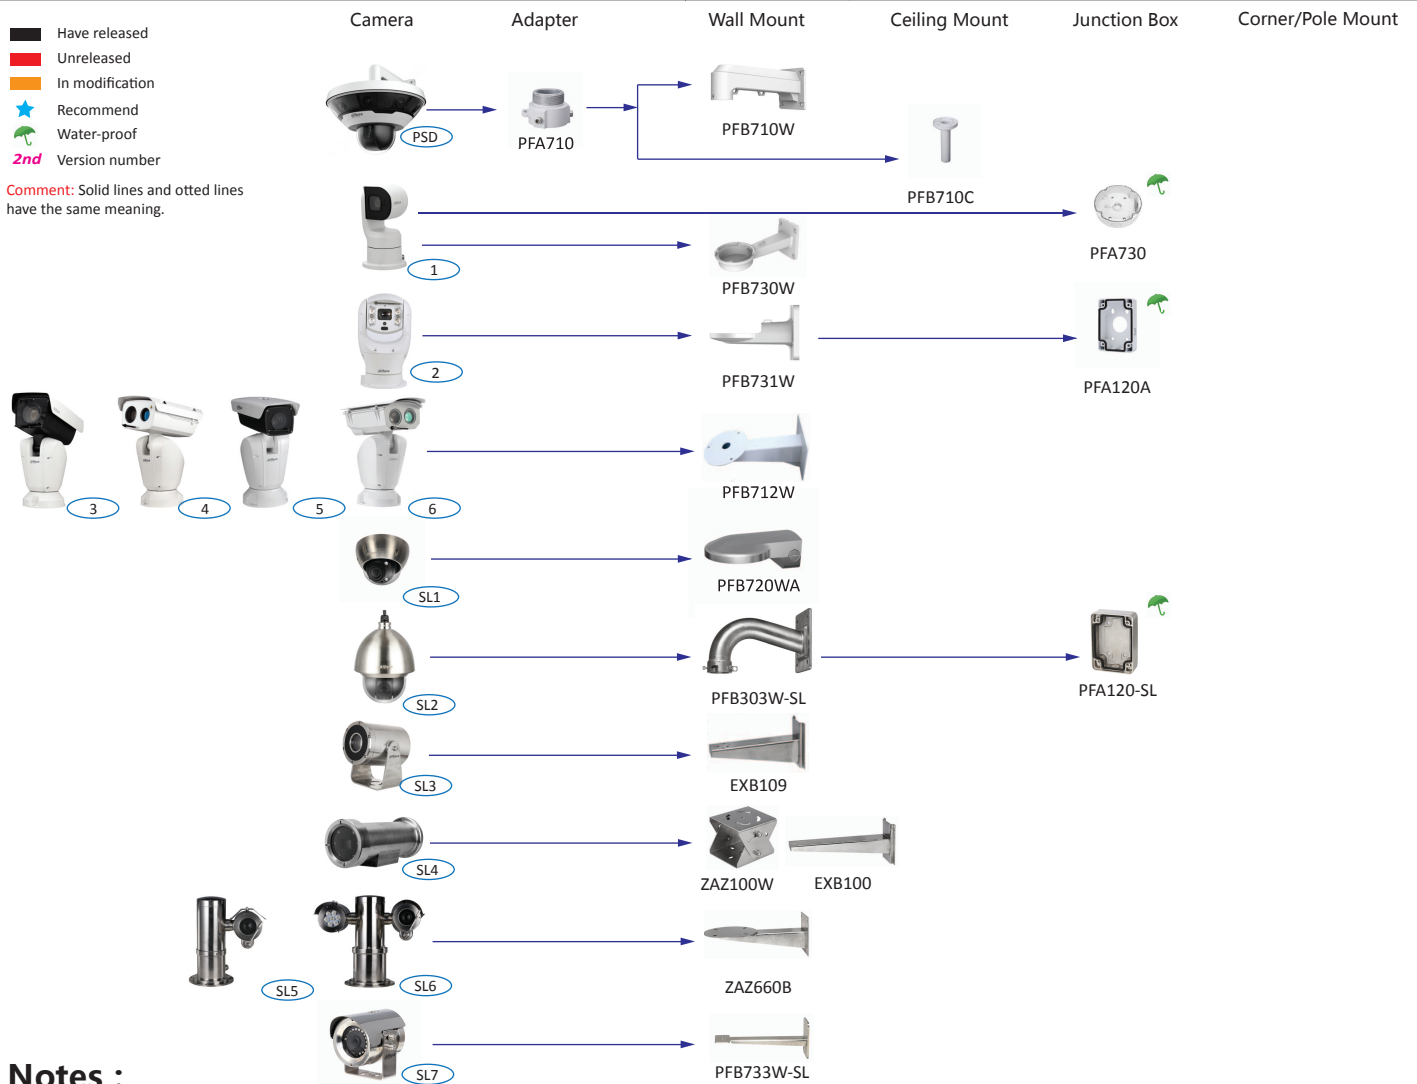 Camera
Adapter
Wall Mount
Ceiling Mount
Junction Box
Corner/Pole Mount
Have released
Unreleased
In modification
Recommend
Water-proof
2nd Version number
Comment: Solid lines and otted lines
have the same meaning.
PSD
PFA710
PFB710W
PFB710C
1
PFB730W
PFA730
2
PFB731W
PFA120A
3
4
5
6
PFB712W
SL1
PFB720WA
SL2
PFB303W-SL
PFA120-SL
SL3
EXB109
SL4
ZAZ100W
EXB100
SL5
SL6
ZAZ660B
SL7
PFB733W-SL
Notes :